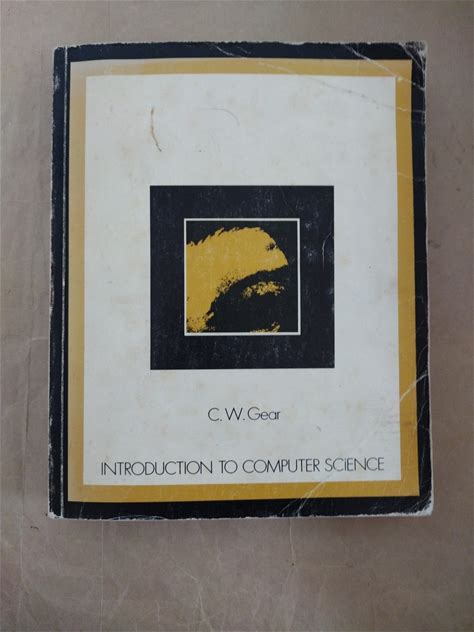 C. W. Gear
INTRODUCTION TO COMPUTER SCIENCE